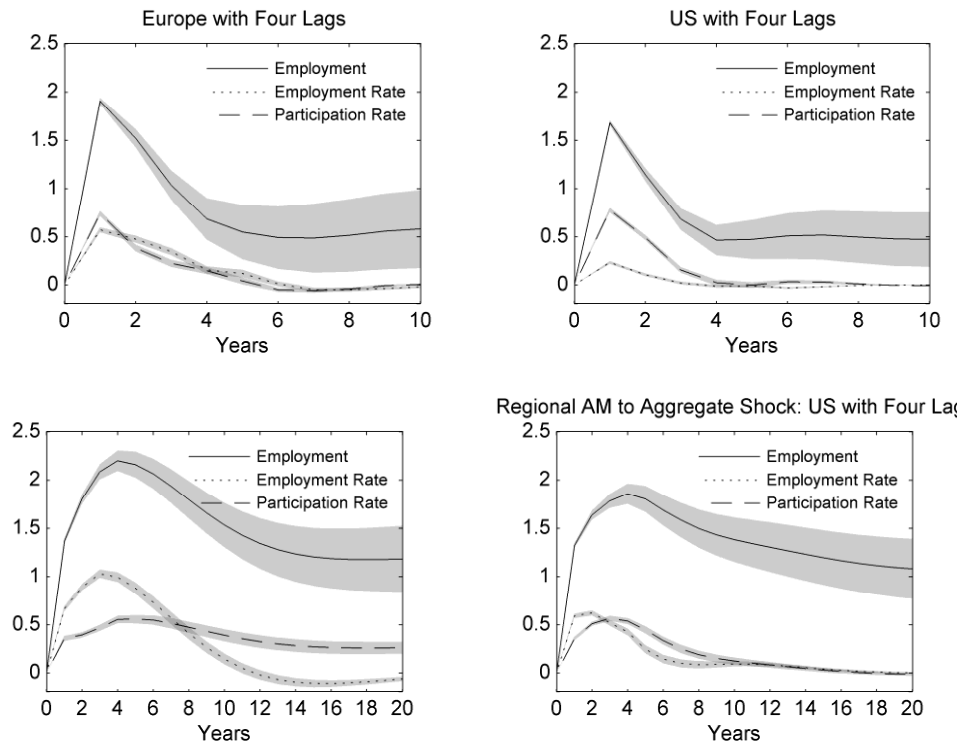 Europe with Four Lags
2.5
2
1.5
1
0.5
0
Employment
Employment Rate
Participation Rate
0 2 4 6 8 10
Years
US with Four Lags
2.5
2
1.5
1
0.5
0
Employment
Employment Rate
Participation Rate
0 2 4 6 8 10
Years
2.5
2
1.5
1
0.5
0
Employment
Employment Rate
Participation Rate
0 2 4 6 8 10 12 14 16 18 20
Years
Regional AM to Aggregate Shock: US with Four Lag
2.5
2
1.5
1
0.5
0
Employment
Employment Rate
Participation Rate
0 2 4 6 8 10 12 14 16 18 20
Years